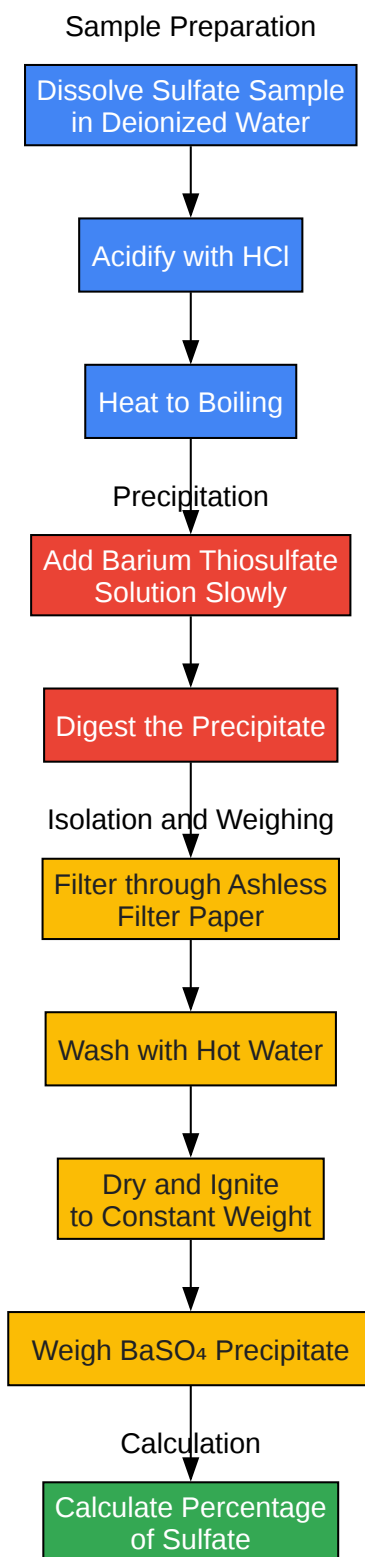 Sample Preparation
Dissolve Sulfate Sample
in Deionized Water
Acidify with HCl
Heat to Boiling
Precipitation
Add Barium Thiosulfate
Solution Slowly
Digest the Precipitate
Isolation and Weighing
Filter through Ashless
Filter Paper
Wash with Hot Water
Dry and Ignite
to Constant Weight
Weigh BaSO₄ Precipitate
Calculation
Calculate Percentage
of Sulfate